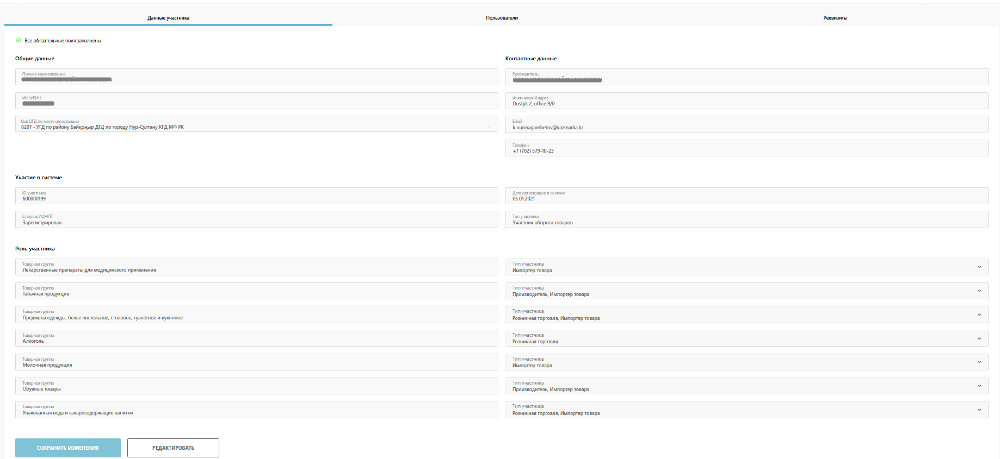 Данные участника
Пользователи
Реквизиты
Все обязательные поля заполнены
Общие данные
Контактные данные
Полное наименование
Руководитель
ИИН/БИН
Фактический адрес
Dostyk 2, office 9/0
Код ОГД по месту регистрации
6207 - УГД по району Байқоңыр ДГД по городу Нур-Султану КГД МФ РК
Email
k.nurmagambetov@kazmarka.kz
Телефон
+7 (702) 579-10-23
Участие в системе
ID участника
600000199
Дата регистрации в системе
05.01.2021
Статус в ИСМПТ
Зарегистрирован
Тип участника
Участник оборота товаров
Роль участника
Товарная группа
Лекарственные препараты для медицинского применения
Тип участника
Импортер товара
Товарная группа
Табачная продукция
Тип участника
Производитель, Импортер товара
Товарная группа
Предметы одежды, белье постельное, столовое, туалетное и кухонное
Тип участника
Розничная торговля, Импортер товара
Товарная группа
Алкоголь
Тип участника
Розничная торговля
Товарная группа
Молочная продукция
Тип участника
Импортер товара
Товарная группа
Обувные товары
Тип участника
Производитель, Импортер товара
Товарная группа
Упакованная вода и сахаросодержащие напитки
Тип участника
Розничная торговля, Импортер товара
СОХРАНИТЬ ИЗМЕНЕНИЯ
РЕДАКТИРОВАТЬ